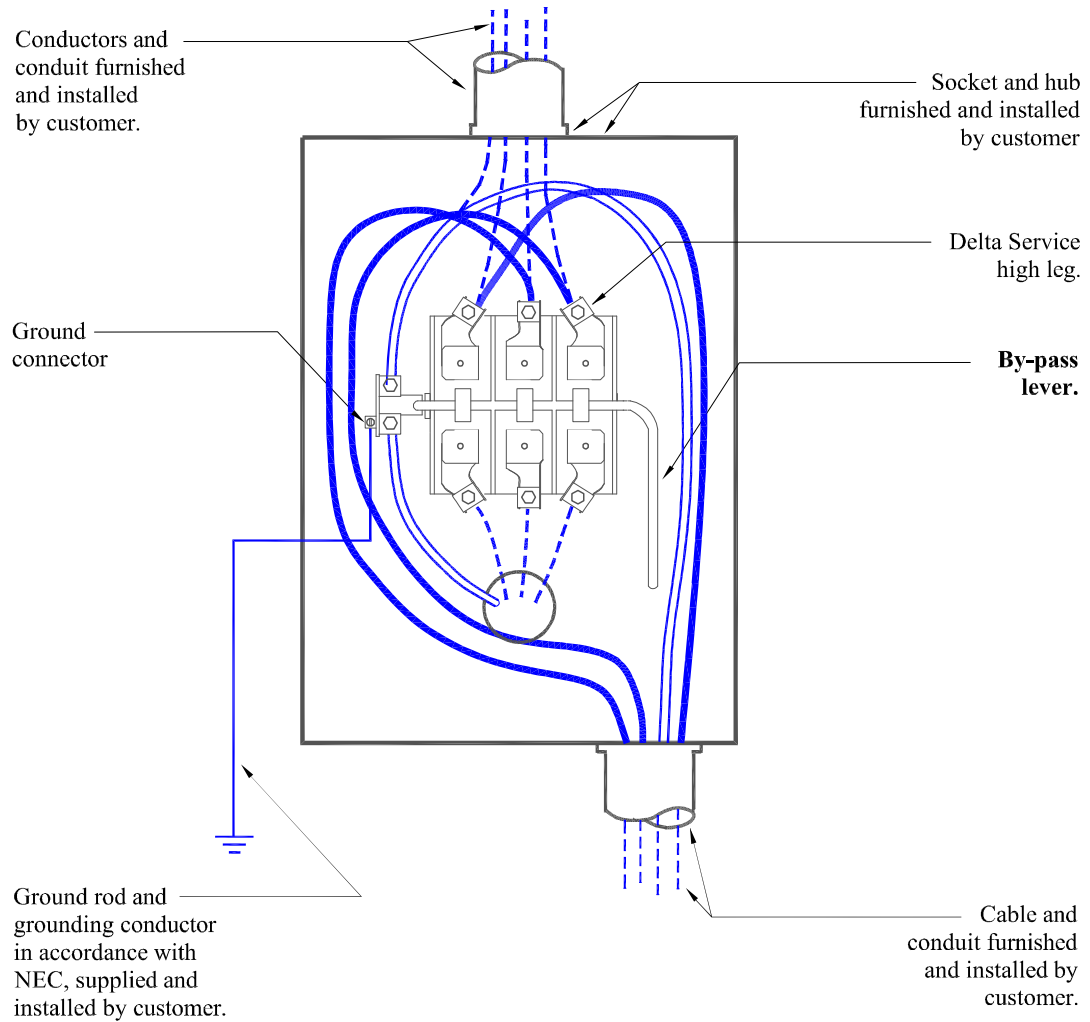 Conductors and
conduit furnished
and installed
by customer.
Socket and hub
furnished and installed
by customer
Delta Service
high leg.
Ground
connector
By-pass
lever.
Ground rod and
grounding conductor
in accordance with
NEC, supplied and
installed by customer.
Cable and
conduit furnished
and installed by
customer.